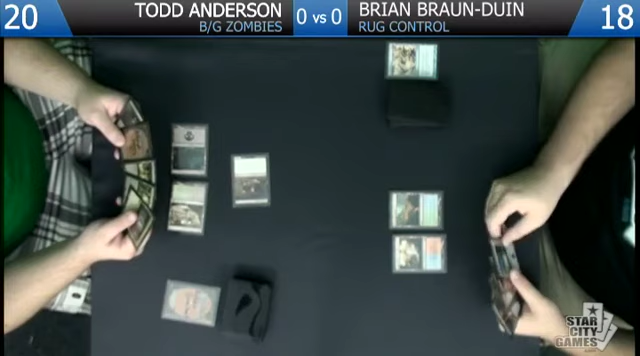 20
TODD ANDERSON
B/G ZOMBIES
0 vs 0
BRIAN BRAUN-DUIN
RUG CONTROL
18
STAR
CITY
GAMES